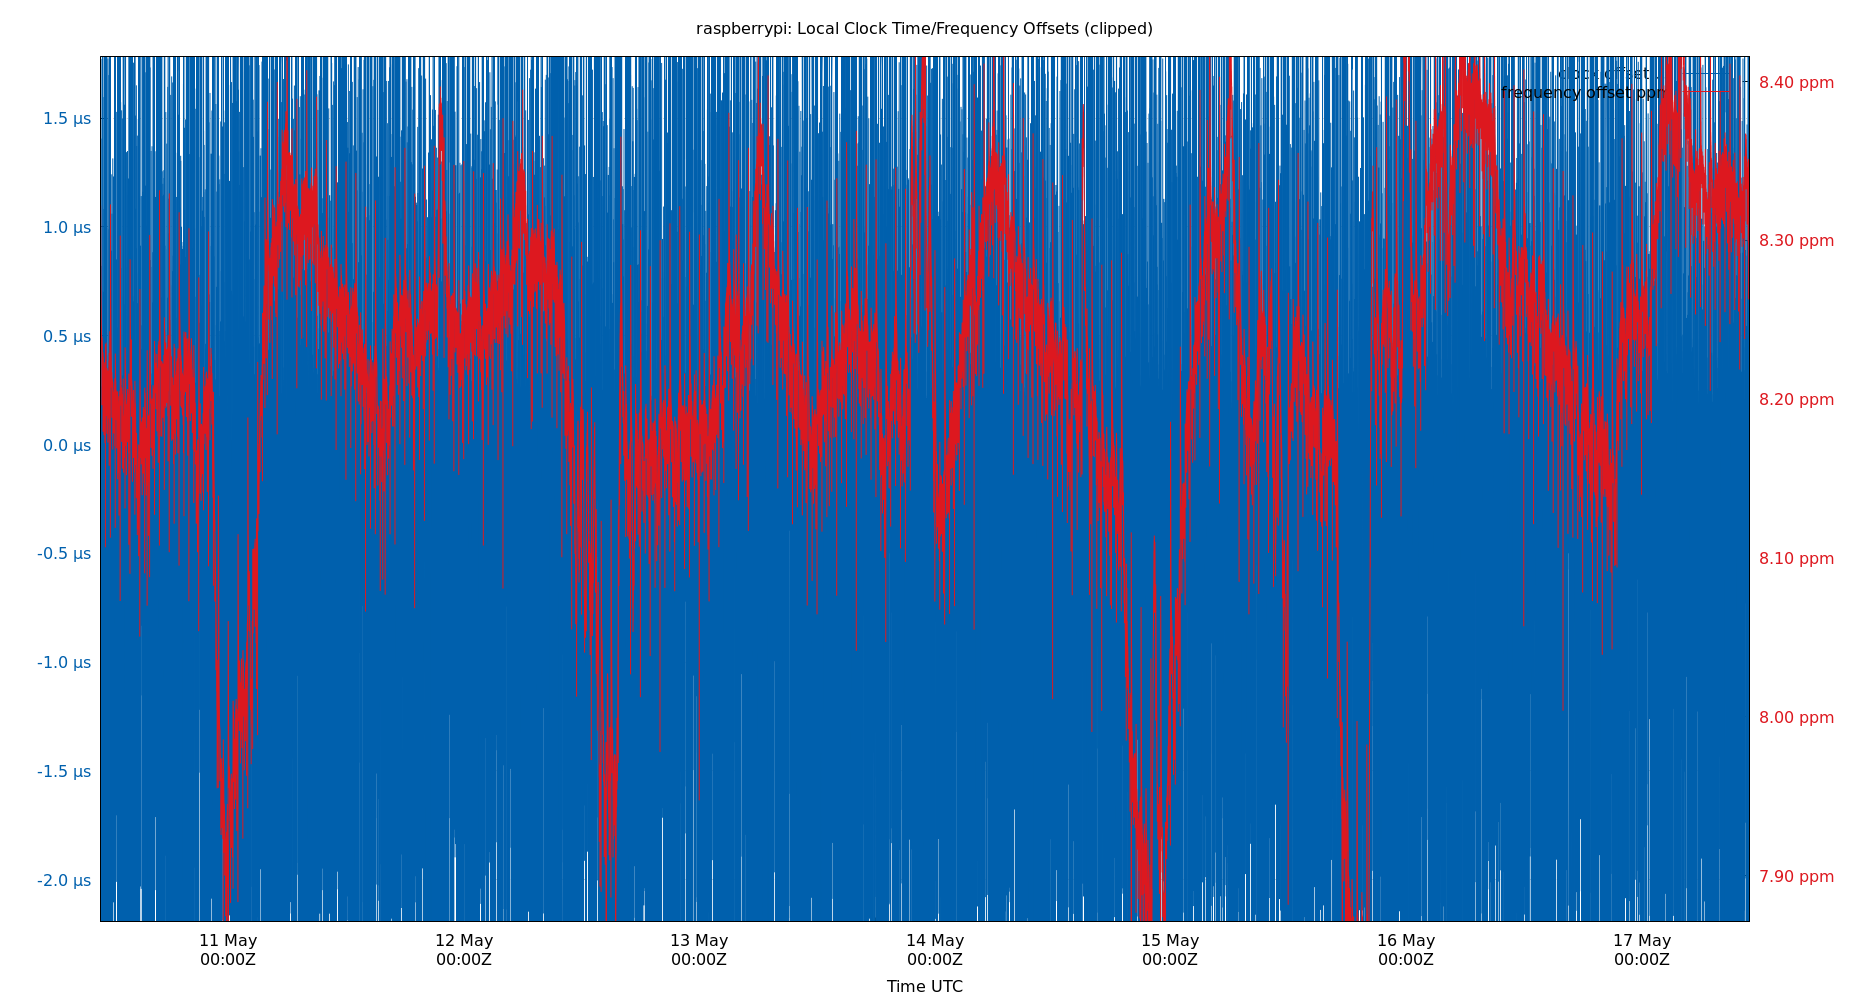 raspberrypi: Local Clock Time/Frequency Offsets (clipped)
clock offset
frequency offset ppm
1.5 µs
1.0 µs
0.5 µs
0.0 µs
-0.5 µs
-1.0 µs
-1.5 µs
-2.0 µs
8.40 ppm
8.30 ppm
8.20 ppm
8.10 ppm
8.00 ppm
7.90 ppm
11 May
00:00Z
12 May
00:00Z
13 May
00:00Z
14 May
00:00Z
15 May
00:00Z
16 May
00:00Z
17 May
00:00Z
Time UTC